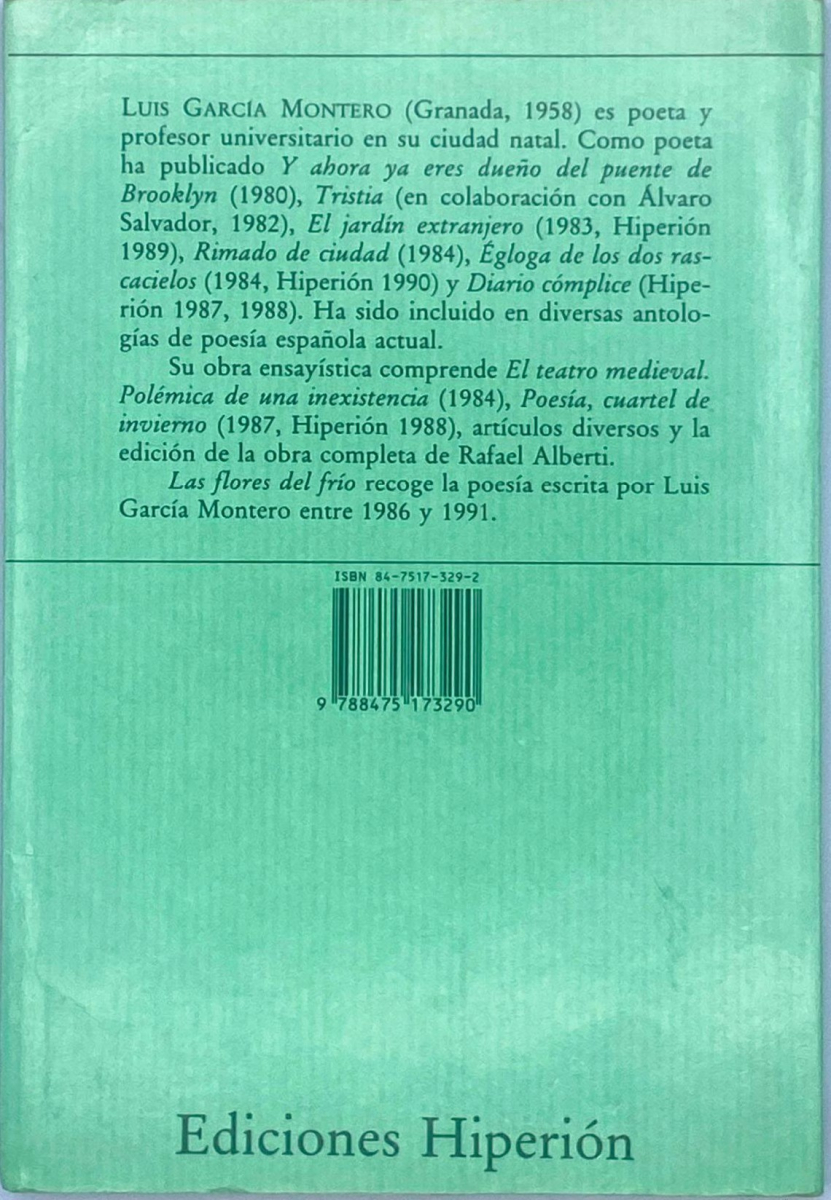 LUIS GARCÍA MONTERO (Granada, 1958) es poeta y
profesor universitario en su ciudad natal. Como poeta
ha publicado Y ahora ya eres dueño del puente de
Brooklyn (1980), Tristia (en colaboración con Álvaro
Salvador, 1982), El jardín extranjero (1983, Hiperión
1989), Rimado de ciudad (1984), Égloga de los dos ras-
cacielos (1984, Hiperión 1990) y Diario cómplice (Hipe-
rión 1987, 1988). Ha sido incluido en diversas antolo-
gías de poesía española actual.
Su obra ensayística comprende El teatro medieval.
Polémica de una inexistencia (1984), Poesía, cuartel de
invierno (1987, Hiperión 1988), artículos diversos y la
edición de la obra completa de Rafael Alberti.
Las flores del frío recoge la poesía escrita por Luis
García Montero entre 1986 y 1991.
ISBN 84-7517-329-2
9 788475 173290
Ediciones Hiperión